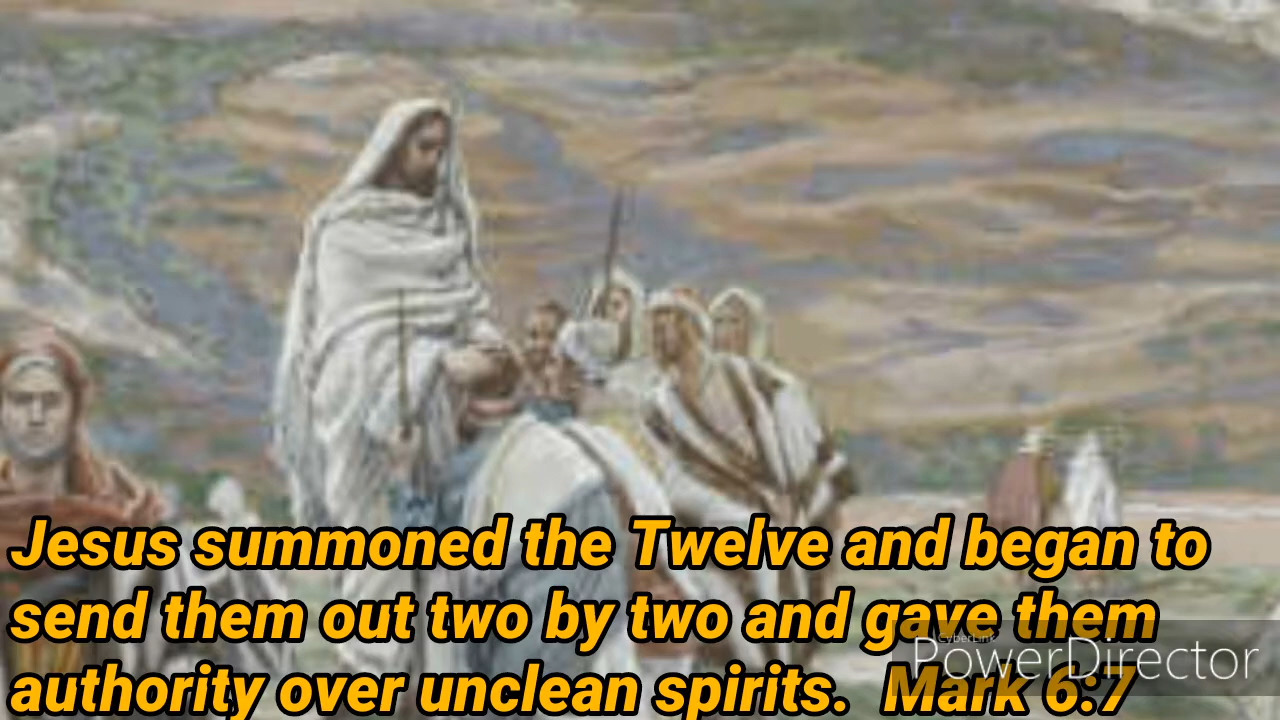 Jesus summoned the Twelve and began to
send them out two by two and gave them
authority over unclean spirits.  Mark 6:7
CyberLink
PowerDirector